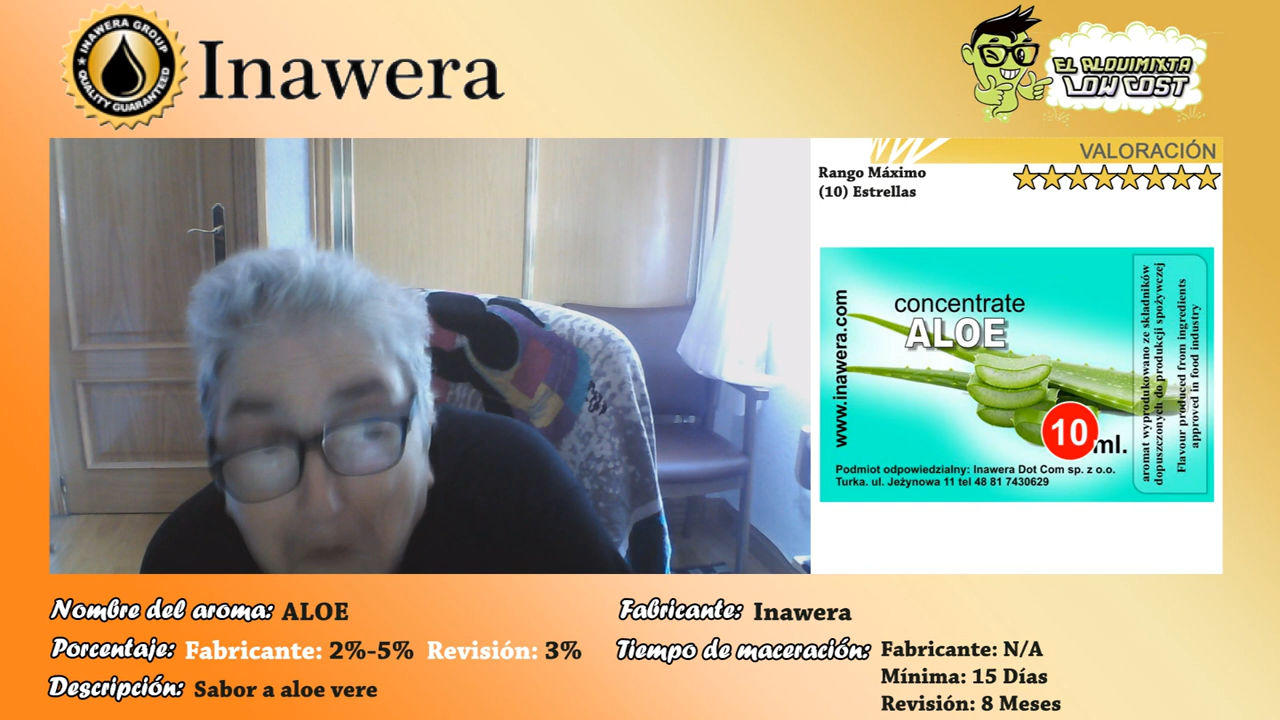 INAWERA GROUP
QUALITY GUARANTEED
Inawera
EL ALQUIMIXTA
LOW COST
VALORACIÓN
Rango Máximo
(10) Estrellas
www.inawera.com
concentrate
ALOE
10 ml.
Podmiot odpowiedzialny: Inawera Dot Com sp. z o.o.
Turka. ul. Jeżynowa 11 tel 48 81 7430629
aromat wyprodukowano ze składników
dopuszczonych do produkcji spożywczej
Flavour produced from ingredients
approved in food industry
Nombre del aroma: ALOE
Porcentaje: Fabricante: 2%-5% Revisión: 3%
Descripción: Sabor a aloe vere
Fabricante: Inawera
Tiempo de maceración: Fabricante: N/A
Mínima: 15 Días
Revisión: 8 Meses